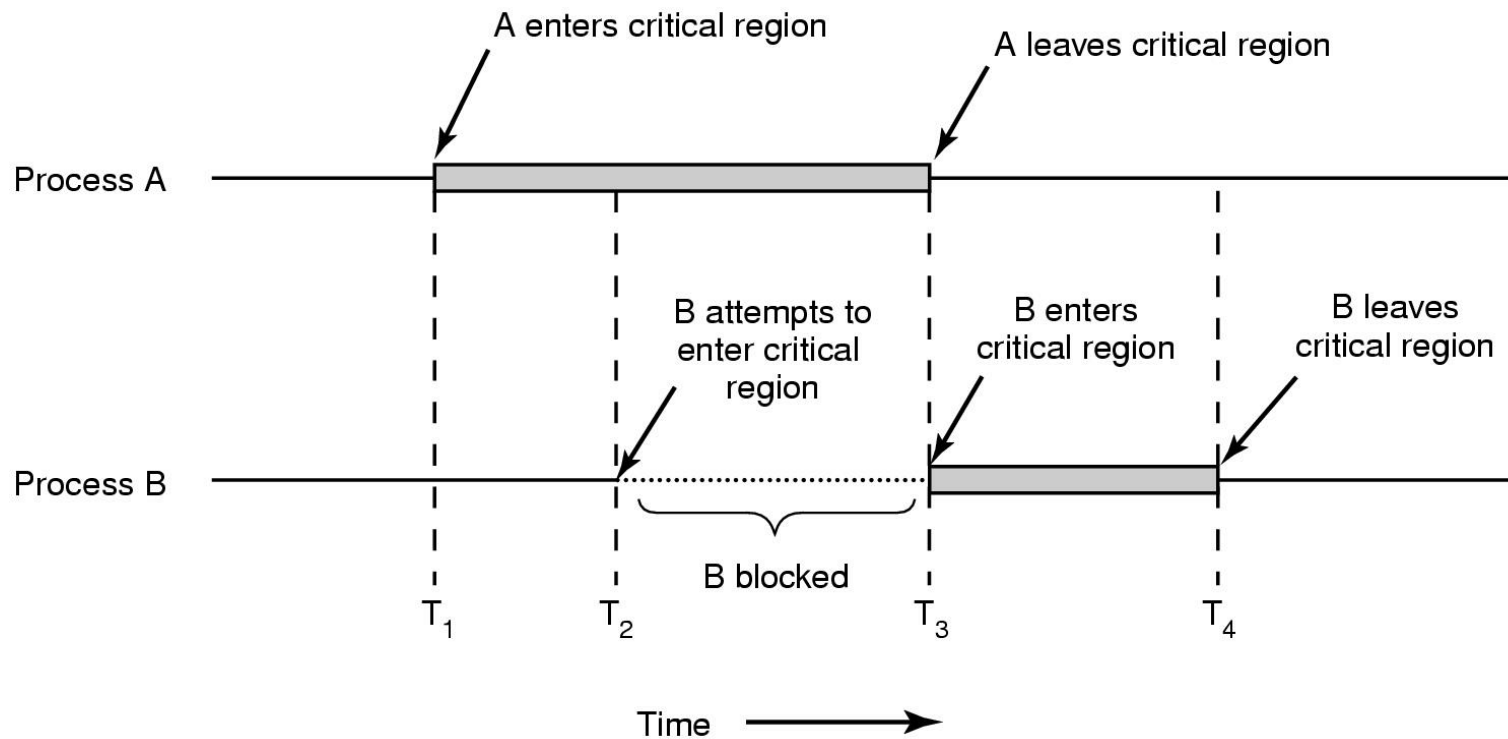 A enters critical region
A leaves critical region
Process A
B attempts to
enter critical
region
B enters
critical region
B leaves
critical region
Process B
B blocked
T1
T2
T3
T4
Time